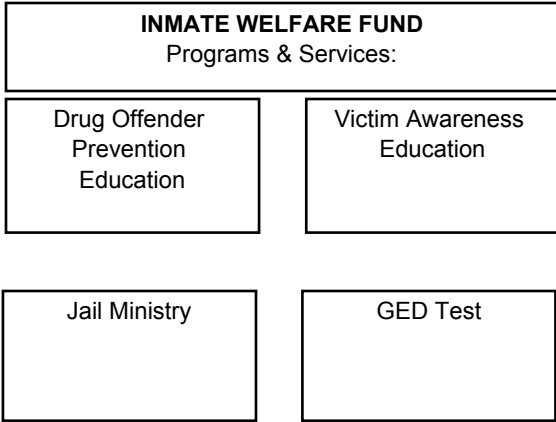 INMATE WELFARE FUND
Programs & Services:
Drug Offender
Prevention
Education
Victim Awareness
Education
Jail Ministry
GED Test